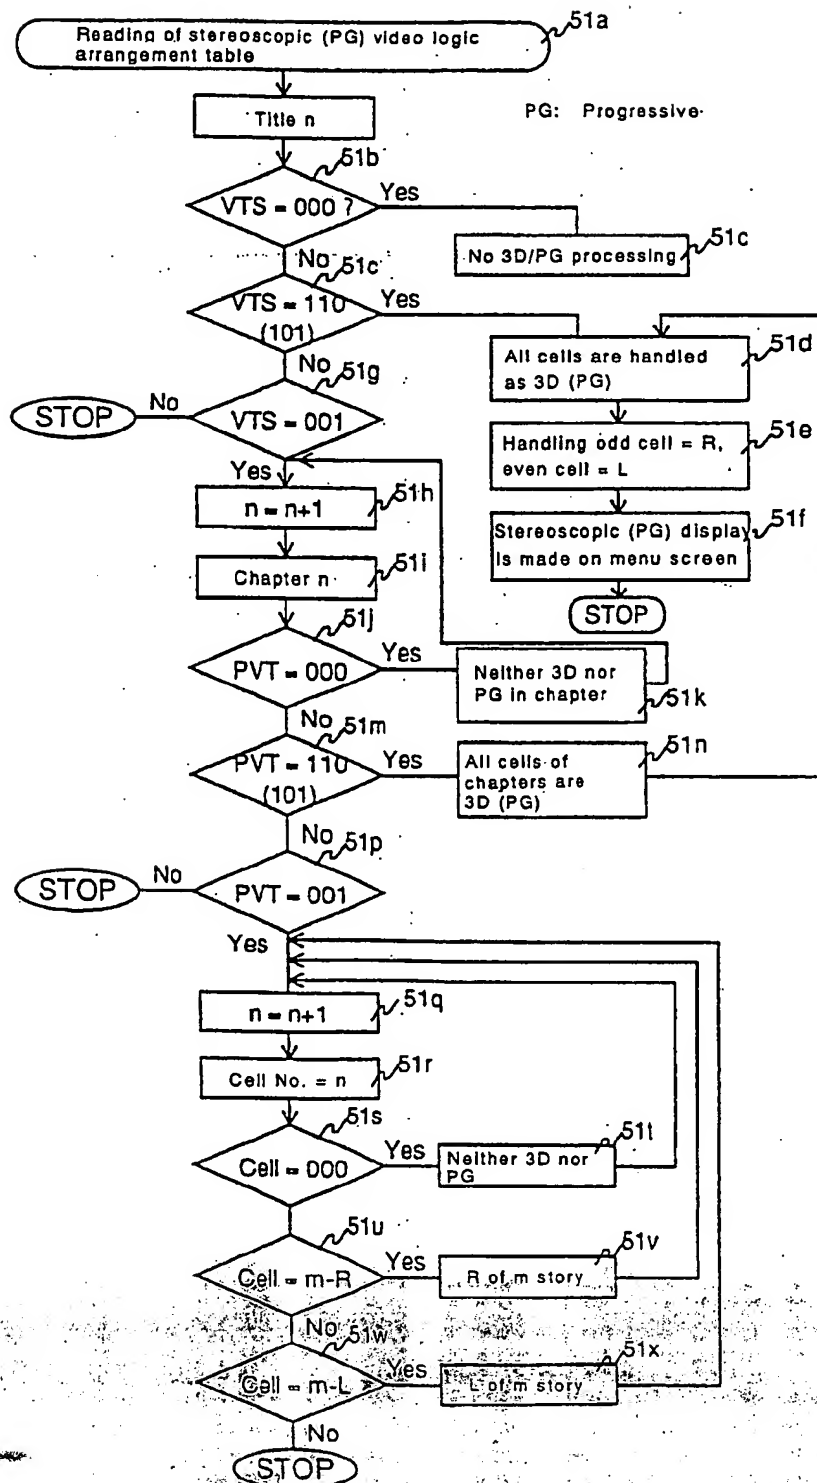 51a
Reading of stereoscopic (PG) video logic
arrangement table
PG: Progressive
Title n
51b
VTS = 000 ?
Yes
No
51c
No 3D/PG processing
51c
VTS = 110
(101)
Yes
No
51d
All cells are handled
as 3D (PG)
51g
VTS = 001
No
STOP
Yes
51e
Handling odd cell = R,
even cell = L
51h
n = n+1
51f
Stereoscopic (PG) display
is made on menu screen
STOP
51i
Chapter n
51j
PVT = 000
Yes
No
Neither 3D nor
PG in chapter
51k
51m
PVT = 110
(101)
Yes
No
51n
All cells of
chapters are
3D (PG)
51p
PVT = 001
No
STOP
Yes
51q
n = n+1
51r
Cell No. = n
51s
Cell = 000
Yes
51t
Neither 3D nor
PG
51u
Cell = m-R
Yes
No
51v
R of m story
51w
Cell = m-L
Yes
No
51x
L of m story
STOP